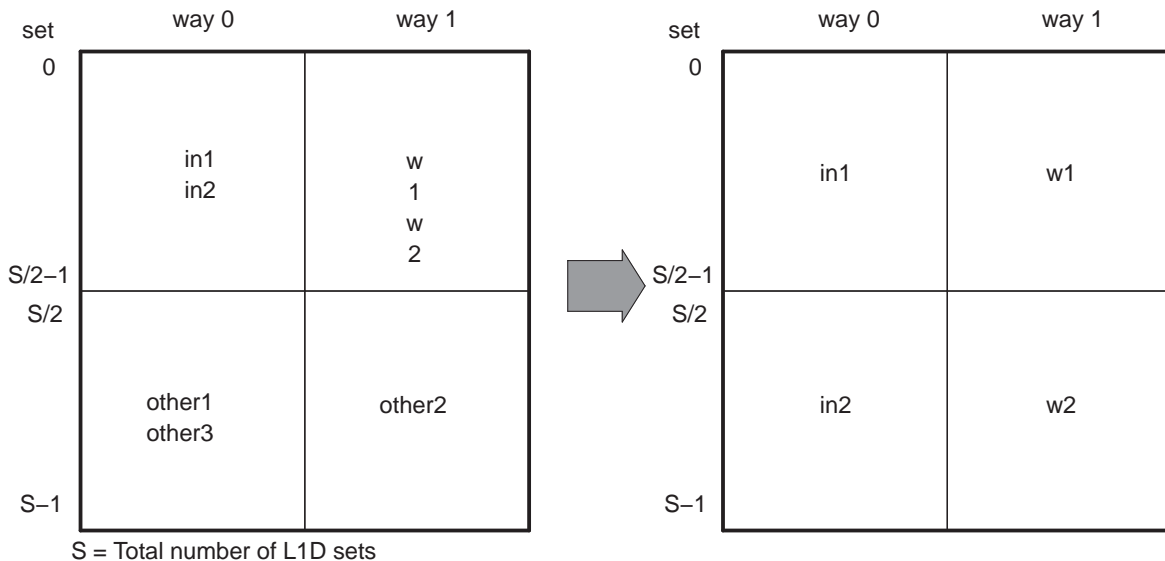 set
way 0
way 1
0
in1
in2
w
1
w
2
S/2–1
S/2
other1
other3
other2
S–1
S = Total number of L1D sets
set
way 0
way 1
0
in1
w1
S/2–1
S/2
in2
w2
S–1